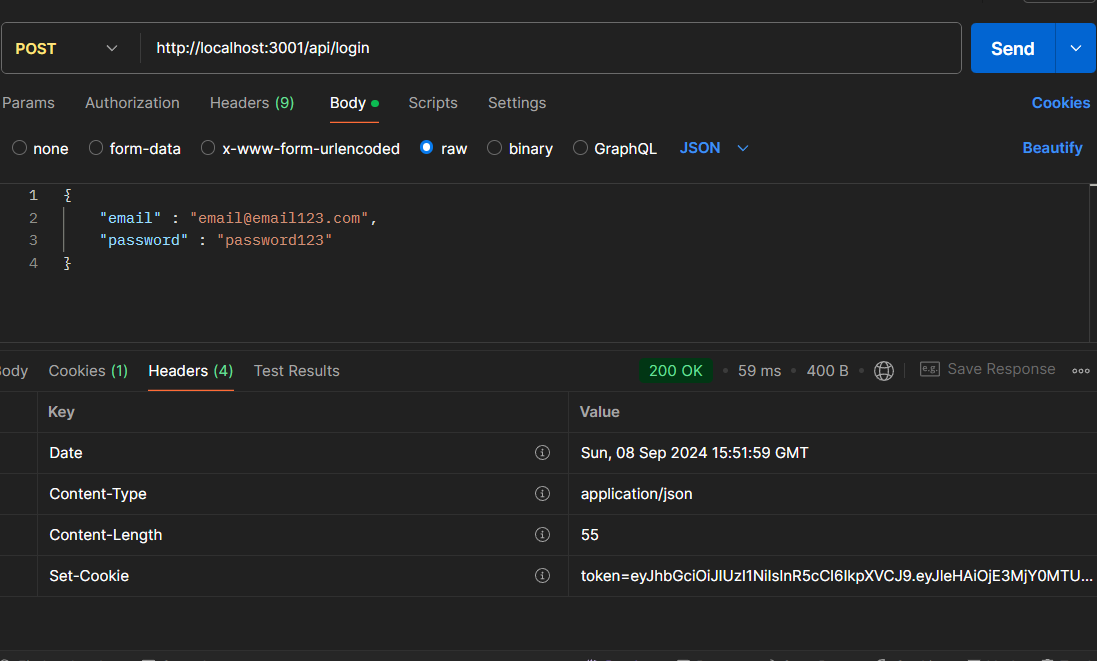 POST http://localhost:3001/api/login Send
Params Authorization Headers (9) Body Scripts Settings Cookies
none form-data x-www-form-urlencoded raw binary GraphQL JSON Beautify
1 {
2 "email" : "email@email123.com",
3 "password" : "password123"
4 }
ody Cookies (1) Headers (4) Test Results 200 OK • 59 ms • 400 B • e.g. Save Response
Key Value
Date Sun, 08 Sep 2024 15:51:59 GMT
Content-Type application/json
Content-Length 55
Set-Cookie token=eyJhbGciOiJIUzI1NiIsInR5cCI6IkpXVCJ9.eyJleHAiOjE3MjY0MTU...